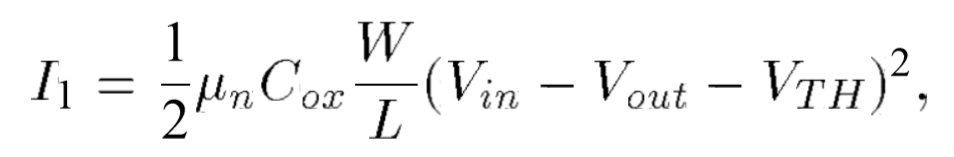 $I_1 = \frac{1}{2}\mu_n C_{ox}\frac{W}{L}(V_{in} - V_{out} - V_{TH})^2,$